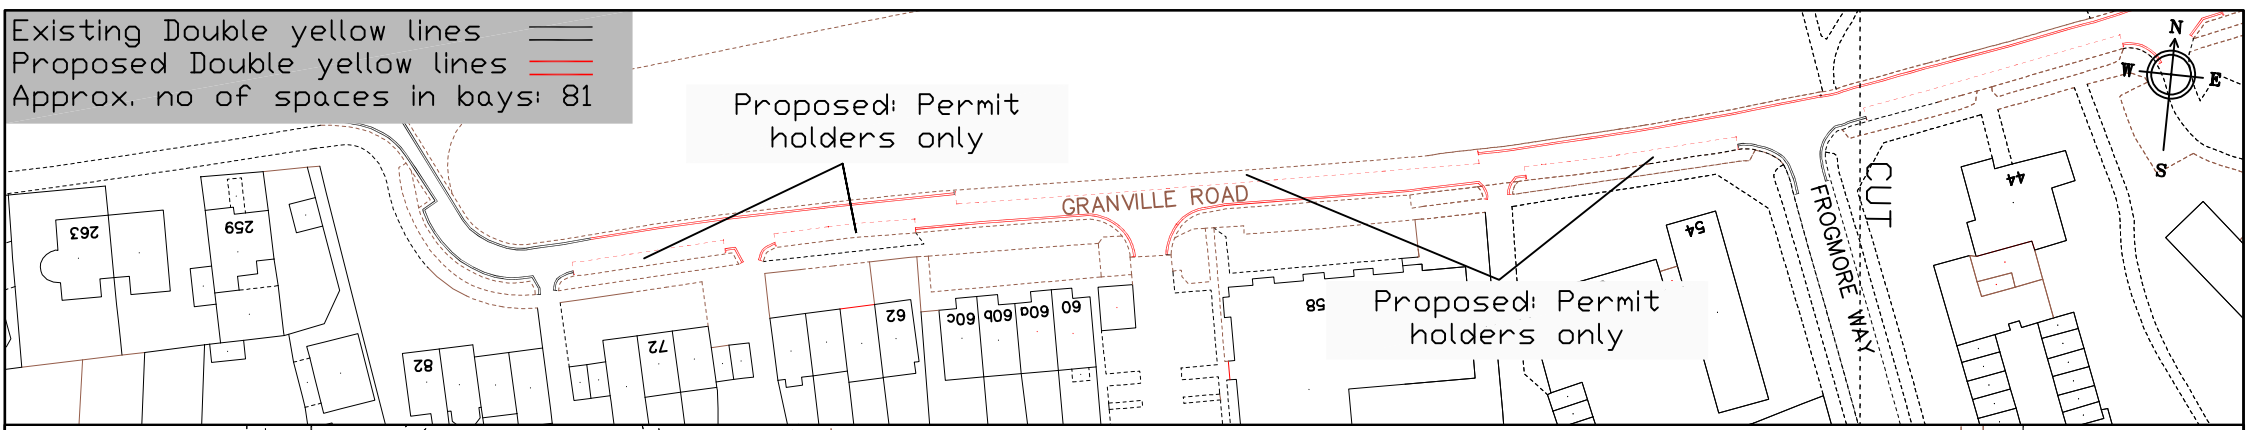 Existing Double yellow lines
Proposed Double yellow lines
Approx. no of spaces in bays: 81
Proposed: Permit
holders only
N
W
E
S
GRANVILLE ROAD
CUT
FROGMORE WAY
44
263
259
54
82
72
62
60c
60b
60a
60
58
Proposed: Permit
holders only